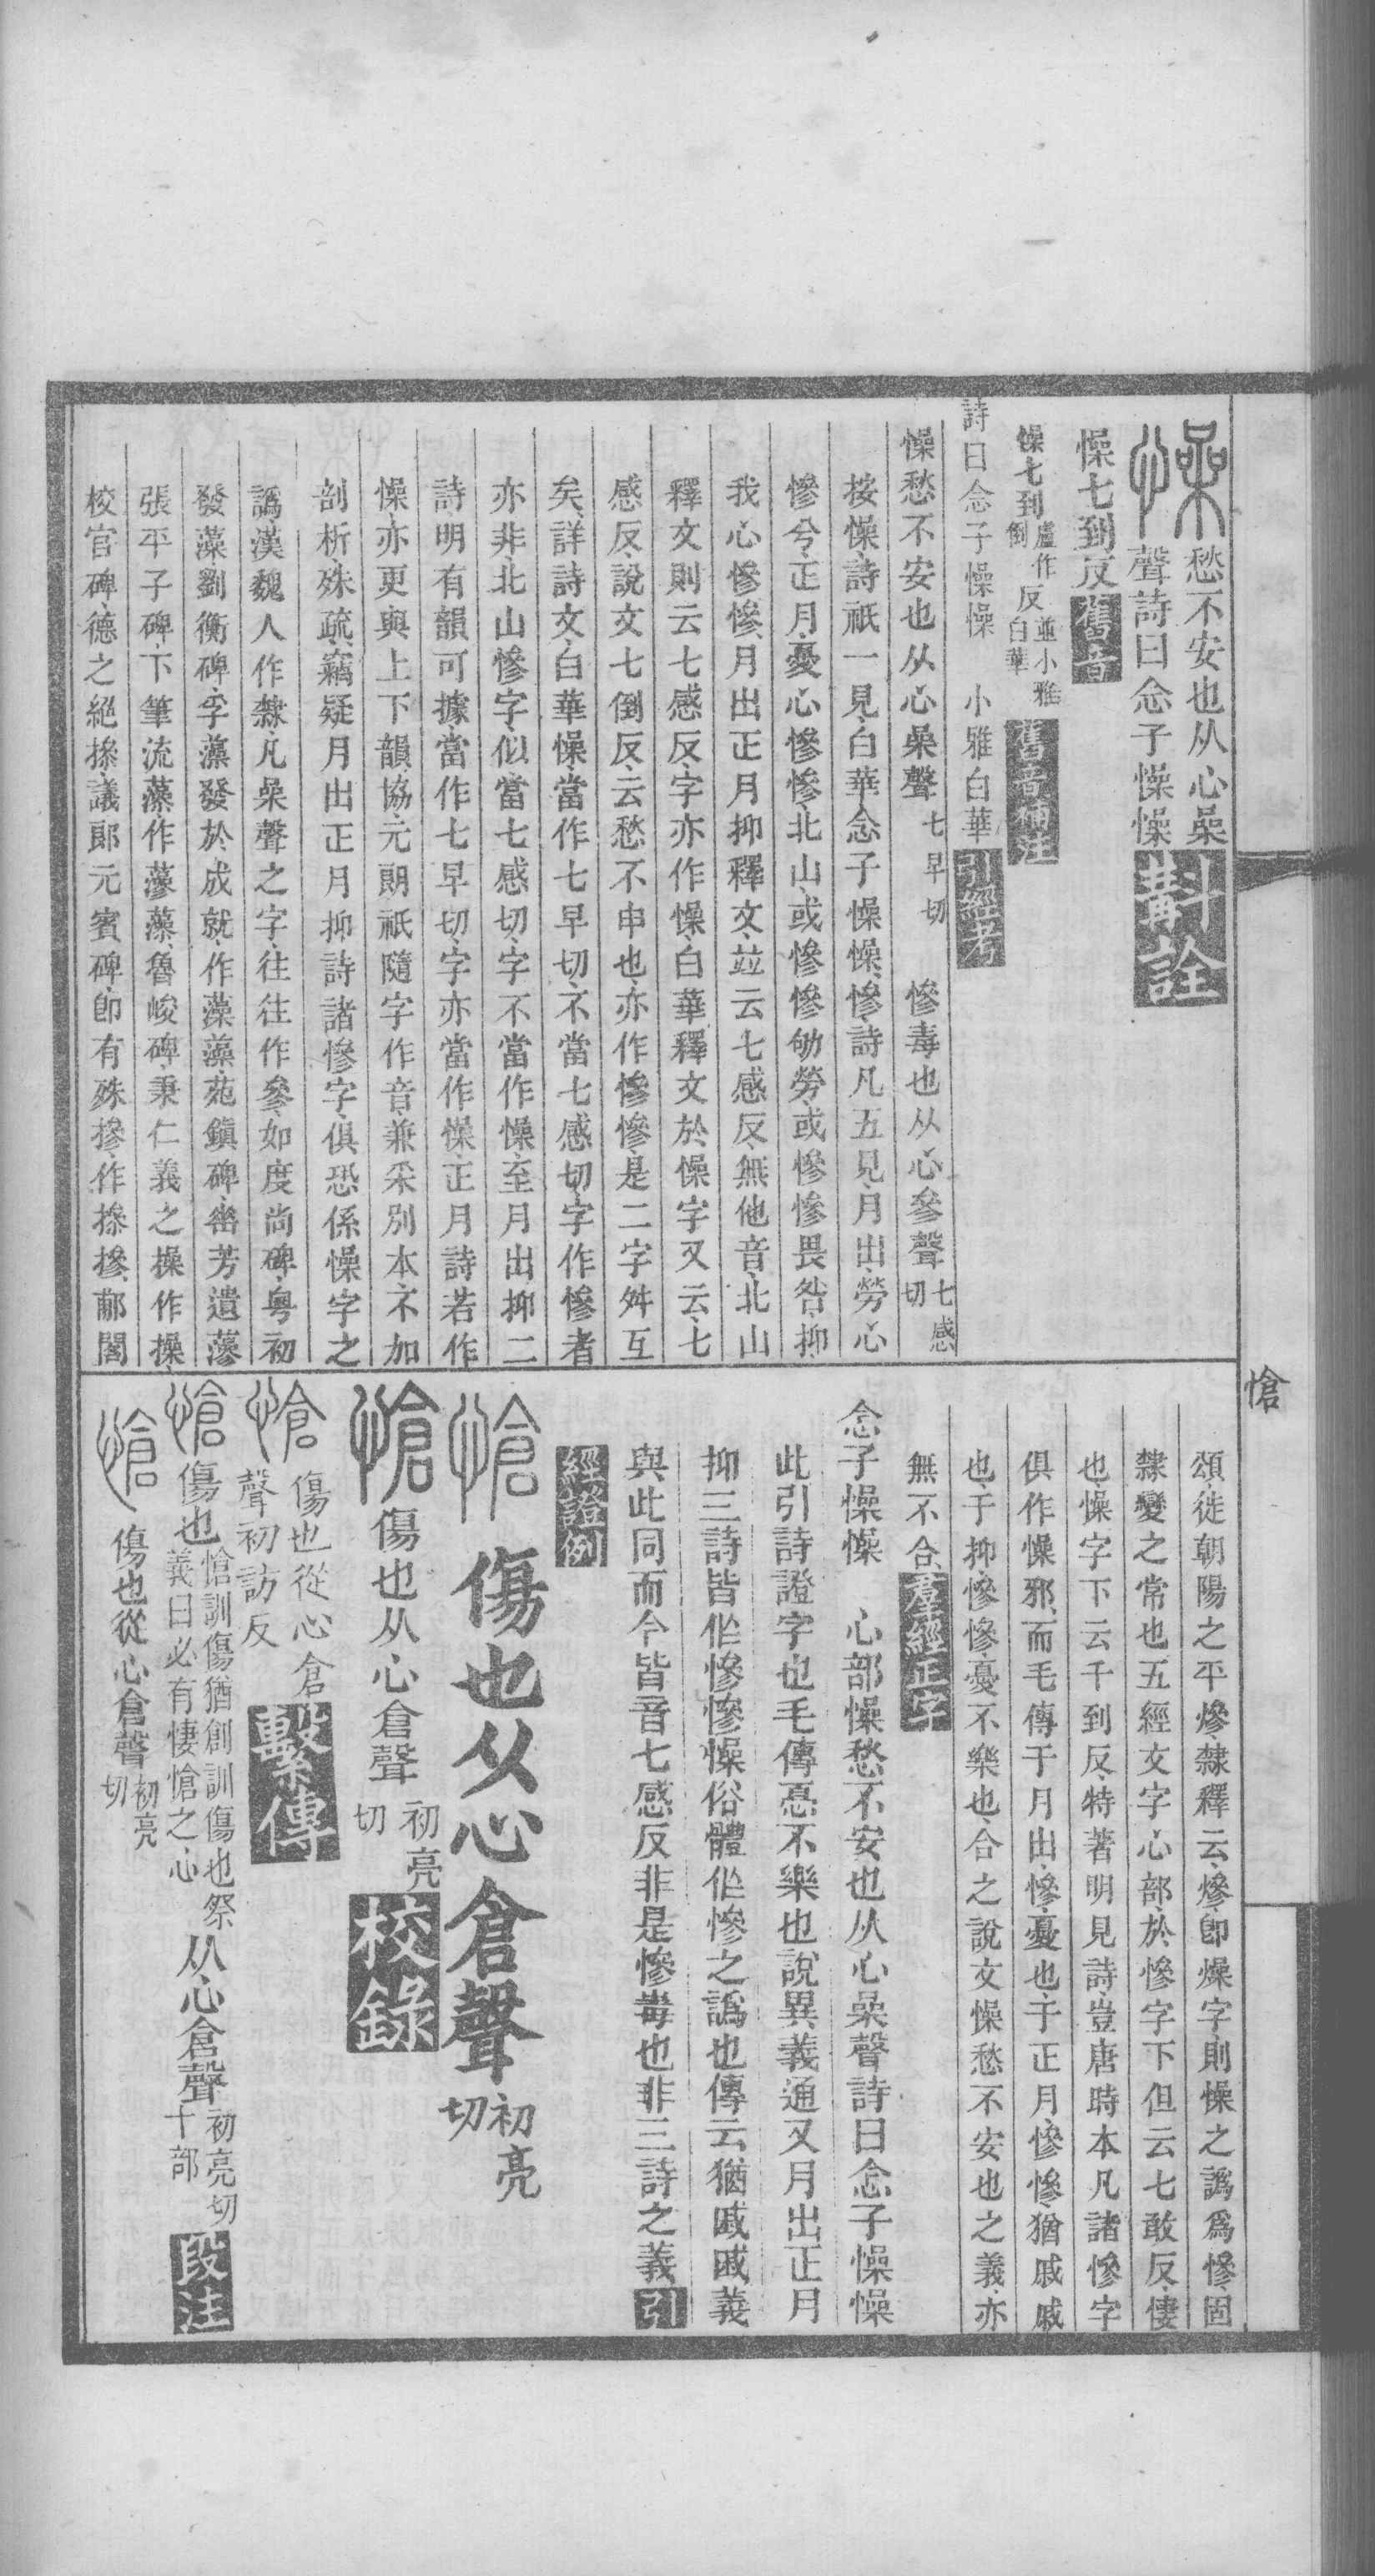 懆
愁不安也从心喿
聲詩曰念子懆懆
斠詮
懆七到反
舊音
懆七到盧作倒反並小雅白華
舊音補注
詩曰念子懆懆　小雅白華
引經考
懆愁不安也从心喿聲七早切　慘毒也从心參聲七感切
按懆、詩祇一見、白華念子懆懆、慘、詩凡五見、月出、勞心
慘兮、正月、憂心慘慘、北山、或慘慘劬勞、或慘慘畏咎、抑
我心慘慘、月出正月抑釋文、竝云七感反、無他音、北山
釋文則云七感反、字亦作懆、白華釋文於懆字又云、七
感反、說文七倒反、云愁不申也、亦作慘慘、是二字舛互
矣、詳詩文、白華懆、當作七早切、不當七感切、字作慘者
亦非、北山慘字、似當七感切、字不當作懆、至月出抑二
詩、明有韻可據、當作七早切、字亦當作懆、正月詩若作
懆亦更與上下韻協、元朗祇隨字作音、兼采別本、不加
剖析殊疏、竊疑月出正月抑詩諸慘字、俱恐係懆字之
譌、漢魏人作隸、凡喿聲之字、往往作參、如度尚碑、粵初
發藻、劉衡碑、孚藻發於成就、作藻藻、苑鎮碑、畓芳遺蔘
張平子碑、下筆流藻、作蔘藻、魯峻碑、秉仁義之操、作操、
校官碑、德之絕操、議郎元賓碑、卽有殊摻、作操摻、郙閣
愴
頌、徙朝陽之平燥、隸釋云、燥卽燥字、則懆之譌爲慘、固
隸變之常也、五經文字心部、於慘字下但云七敢反、悽
也、懆字下云千到反、特著明見詩、豈唐時本凡諸慘字
俱作懆邪、而毛傳于月出、慘、憂也、于正月、慘慘、猶戚戚
也、于抑、慘慘、憂不樂也、合之說文懆愁不安也之義、亦
無不合、
羣經正字
念子懆懆　心部懆愁不安也从心喿聲詩曰念子懆懆
此引詩證字也毛傳憂不樂也說異義通又月出正月
抑三詩皆作慘慘懆俗體作慘之譌也傳云猶戚戚義
與此同而今皆音七感反非是慘毒也非三詩之義
引
經證例
愴　傷也从心倉聲初亮切
愴傷也从心倉聲初亮切
校錄
愴傷也從心倉
聲初訪反
繫傳
愴傷也愴訓傷猶創訓傷也祭義曰必有悽愴之心从心倉聲初亮切十部
段注
愴傷也從心倉聲初亮切